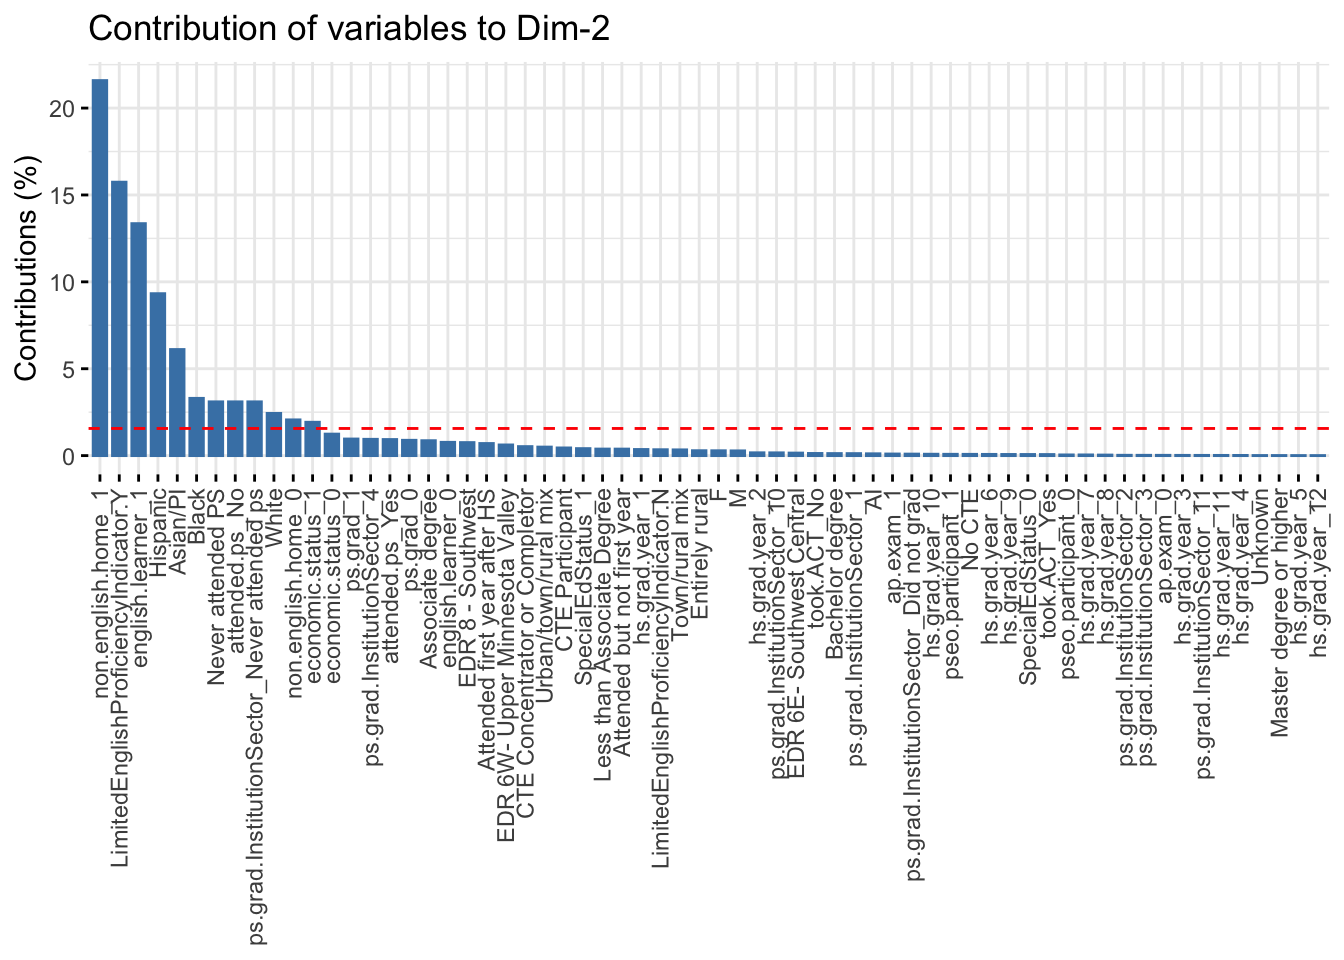 Contribution of variables to Dim-2
Contributions (%)
20
15
10
5
0
non.english.home_1
LimitedEnglishProficiencyIndicator.Y
english.learner_1
Hispanic
Asian/PI
Black
Never attended PS
attended.ps_No
ps.grad.InstitutionSector_Never attended ps
White
non.english.home_0
economic.status_1
economic.status_0
ps.grad_1
ps.grad.InstitutionSector_4
attended.ps_Yes
ps.grad_0
Associate degree
english.learner_0
EDR 8 - Southwest
Attended first year after HS
EDR 6W- Upper Minnesota Valley
CTE Concentrator or Completor
Urban/town/rural mix
CTE Participant
SpecialEdStatus_1
Less than Associate Degree
Attended but not first year
hs.grad.year_1
LimitedEnglishProficiencyIndicator.N
Town/rural mix
Entirely rural
F
M
hs.grad.year_2
ps.grad.InstitutionSector_10
EDR 6E- Southwest Central
took.ACT_No
Bachelor degree
ps.grad.InstitutionSector_1
AI
ap.exam_1
ps.grad.InstitutionSector_Did not grad
hs.grad.year_10
pseo.participant_1
No CTE
hs.grad.year_6
hs.grad.year_9
SpecialEdStatus_0
took.ACT_Yes
pseo.participant_0
hs.grad.year_7
hs.grad.year_8
ps.grad.InstitutionSector_2
ps.grad.InstitutionSector_3
ap.exam_0
hs.grad.year_3
ps.grad.InstitutionSector_11
hs.grad.year_11
hs.grad.year_4
Unknown
Master degree or higher
hs.grad.year_5
hs.grad.year_12